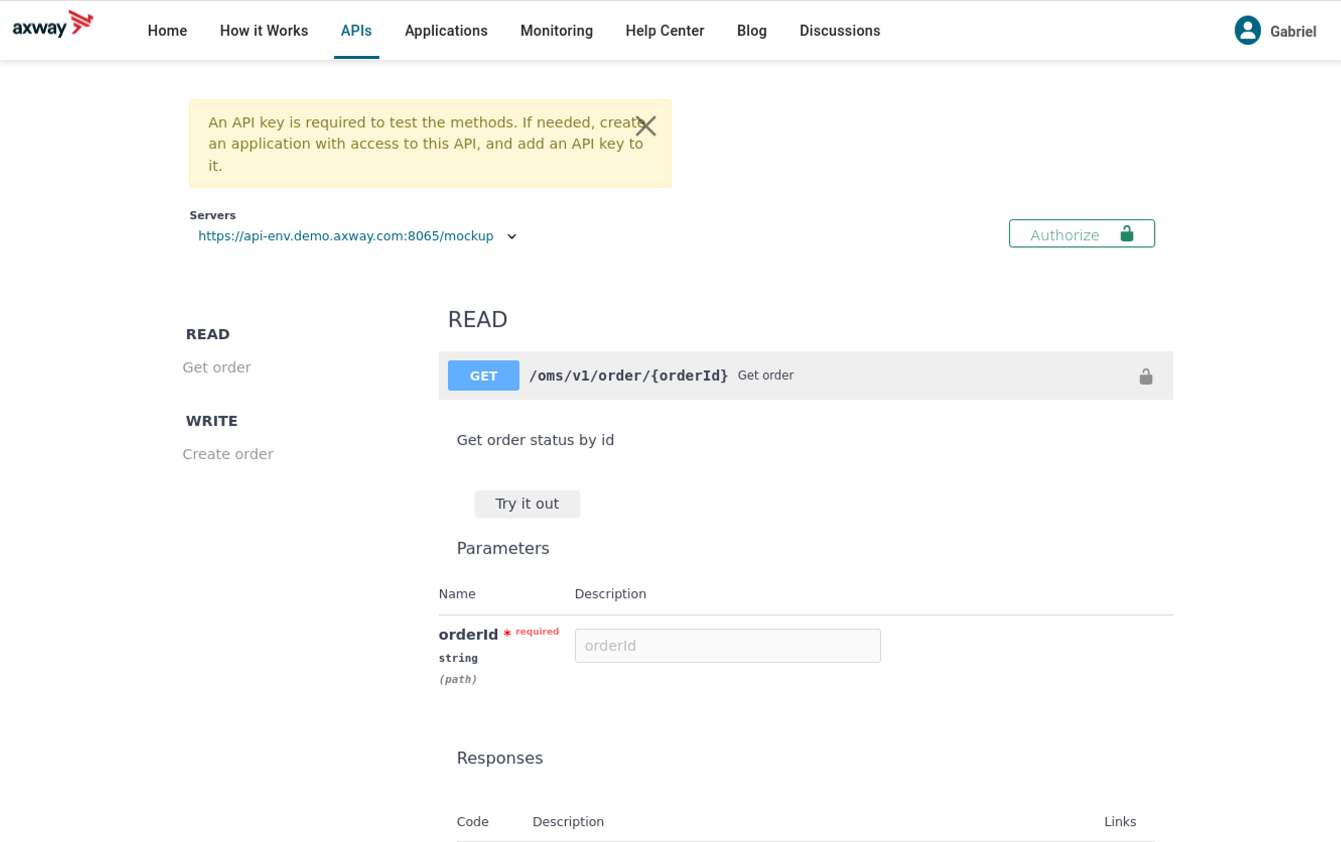 axway
Home How it Works APIs Applications Monitoring Help Center Blog Discussions Gabriel
An API key is required to test the methods. If needed, create
an application with access to this API, and add an API key to
it.
Servers
https://api-env.demo.axway.com:8065/mockup
Authorize
READ
Get order
WRITE
Create order
READ
GET /oms/v1/order/{orderId} Get order
Get order status by id
Try it out
Parameters
Name Description
orderId * required
string
(path)
orderId
Responses
Code Description Links